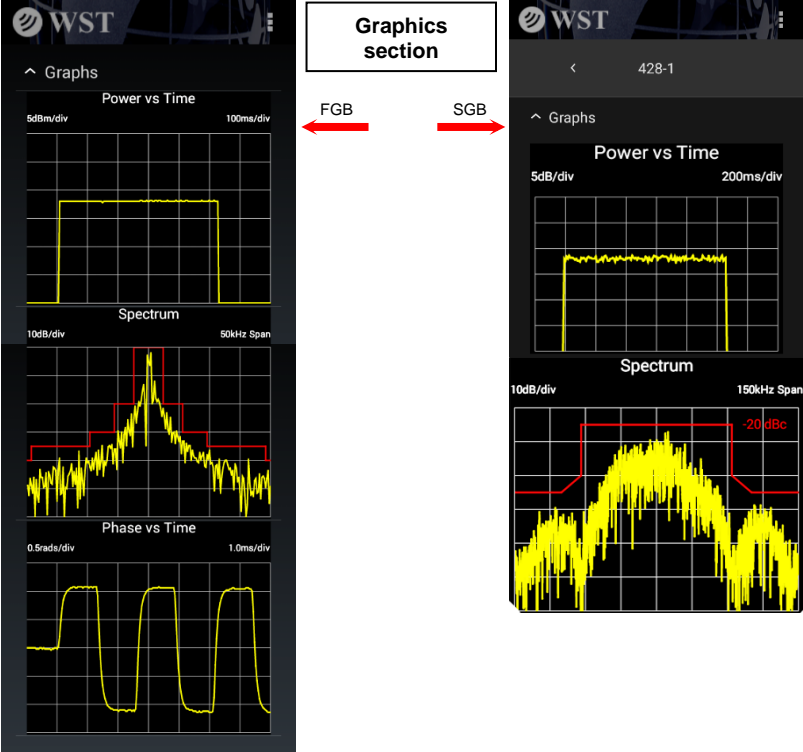 WST
Graphs
Power vs Time
5dBm/div 100ms/div
Spectrum
10dB/div 50kHz Span
Phase vs Time
0.5rads/div 1.0ms/div
Graphics
section
FGB SGB
WST
428-1
Graphs
Power vs Time
5dB/div 200ms/div
Spectrum
10dB/div 150kHz Span
-20 dBc